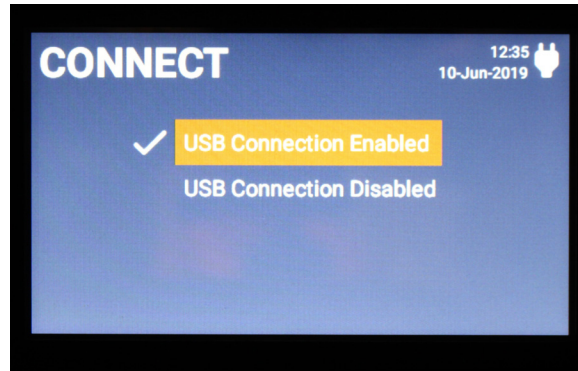 CONNECT
12:35
10-Jun-2019
USB Connection Enabled
USB Connection Disabled